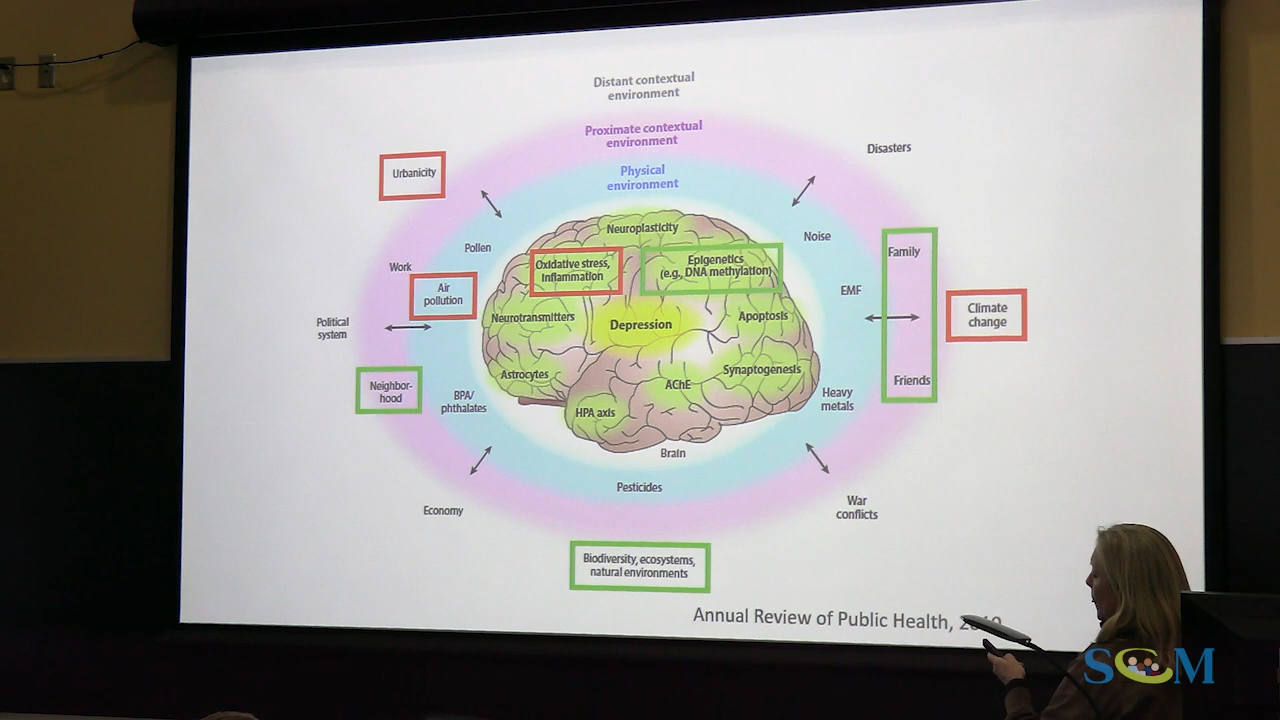 Distant contextual
environment
Proximate contextual
environment
Disasters
Urbanicity
Physical
environment
Neuroplasticity
Pollen
Noise
Family
Work
Oxidative stress,
inflammation
Epigenetics
(e.g., DNA methylation)
Air
pollution
EMF
Political
system
Neurotransmitters
Depression
Apoptosis
Climate
change
Astrocytes
Synaptogenesis
Friends
Neighbor-
hood
BPA/
phthalates
AChE
Heavy
metals
HPA axis
Brain
Pesticides
Economy
War
conflicts
Biodiversity, ecosystems,
natural environments
Annual Review of Public Health,
SCM